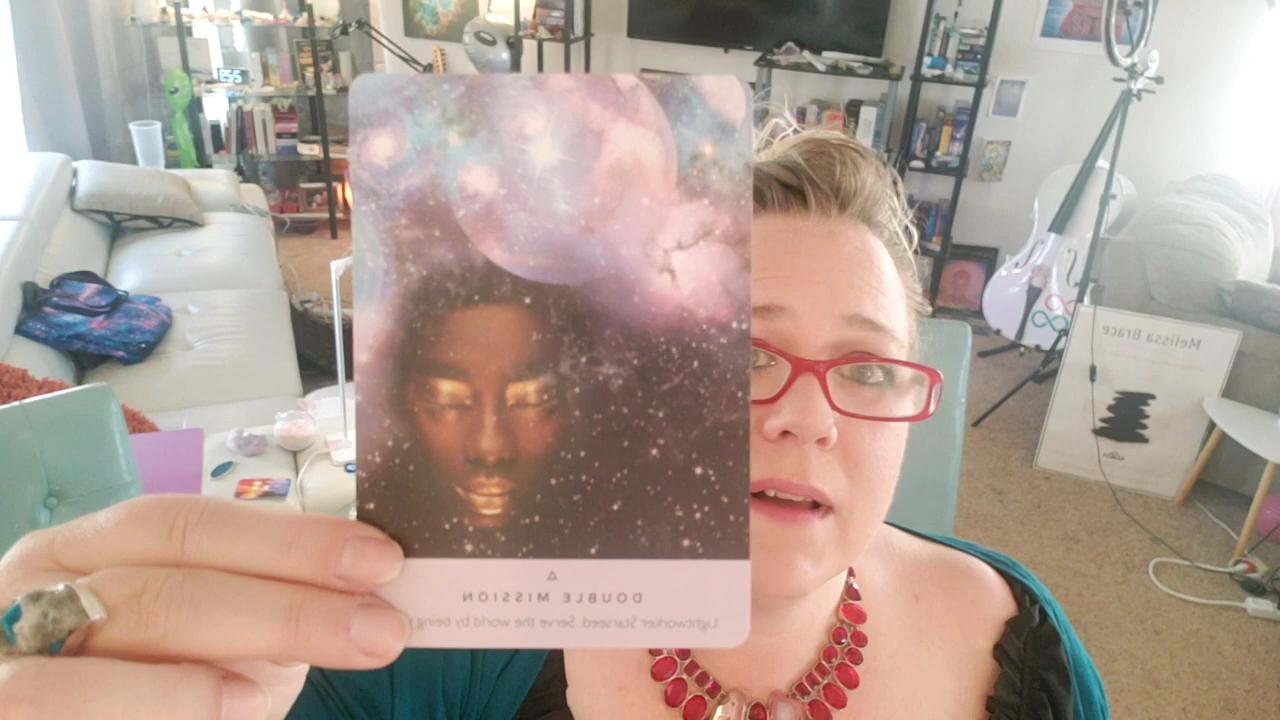 DOUBLE MISSION
Lightworker Starseed. Serve the world by being
Melissa Brace